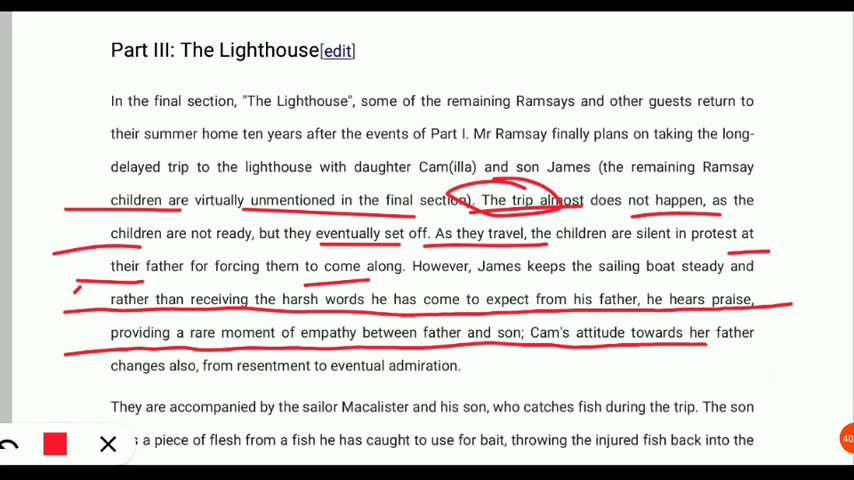 Part III: The Lighthouse[edit]
In the final section, "The Lighthouse", some of the remaining Ramsays and other guests return to
their summer home ten years after the events of Part I. Mr Ramsay finally plans on taking the long-
delayed trip to the lighthouse with daughter Cam(illa) and son James (the remaining Ramsay
children are virtually unmentioned in the final section). The trip almost does not happen, as the
children are not ready, but they eventually set off. As they travel, the children are silent in protest at
their father for forcing them to come along. However, James keeps the sailing boat steady and
rather than receiving the harsh words he has come to expect from his father, he hears praise,
providing a rare moment of empathy between father and son; Cam's attitude towards her father
changes also, from resentment to eventual admiration.
They are accompanied by the sailor Macalister and his son, who catches fish during the trip. The son
a piece of flesh from a fish he has caught to use for bait, throwing the injured fish back into the
40